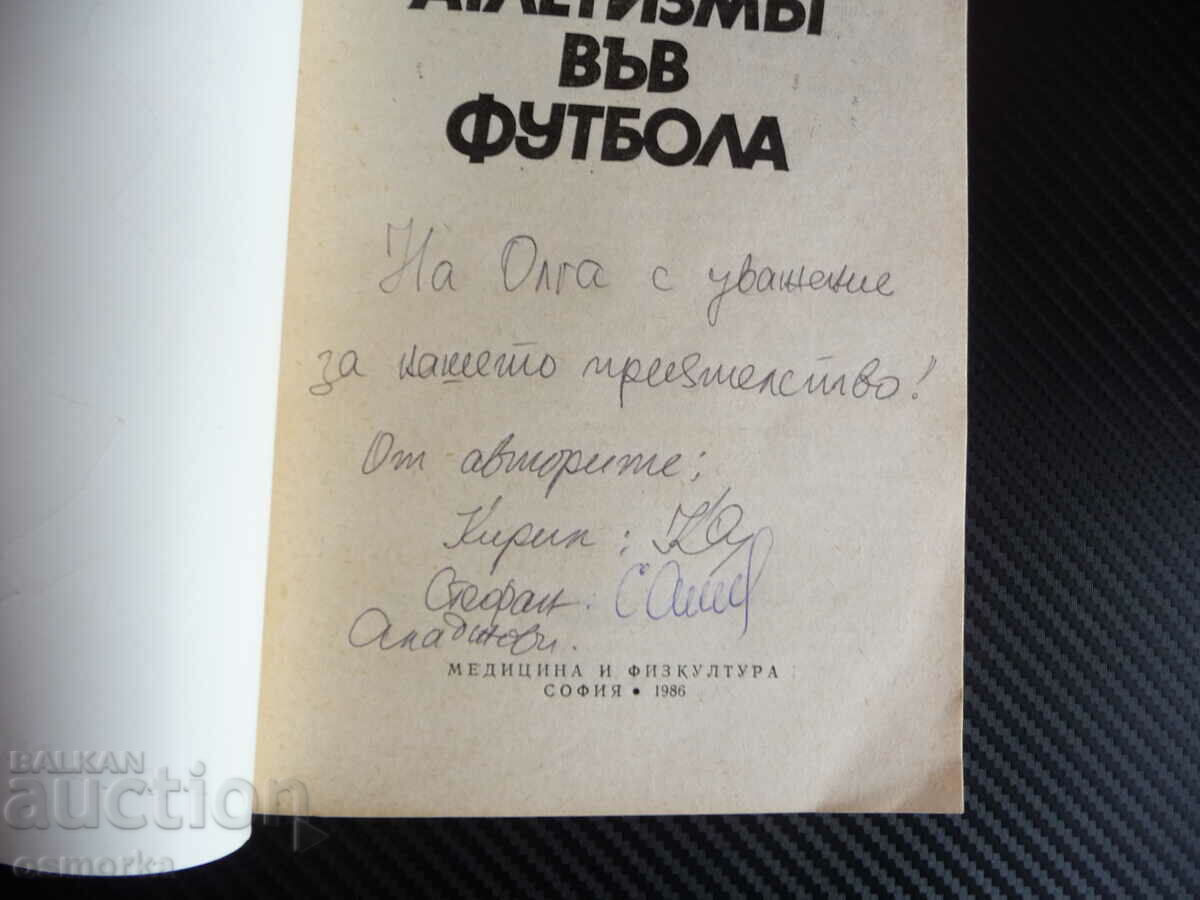 АТЛЕТИЗМЪТ
ВЪВ
ФУТБОЛА
На Олга с уважение
за нашето приятелство!
От авторите:
Кирил:
Стефан:
Аладжови.
МЕДИЦИНА И ФИЗКУЛТУРА
СОФИЯ • 1986
BALKAN
auction
osmorka